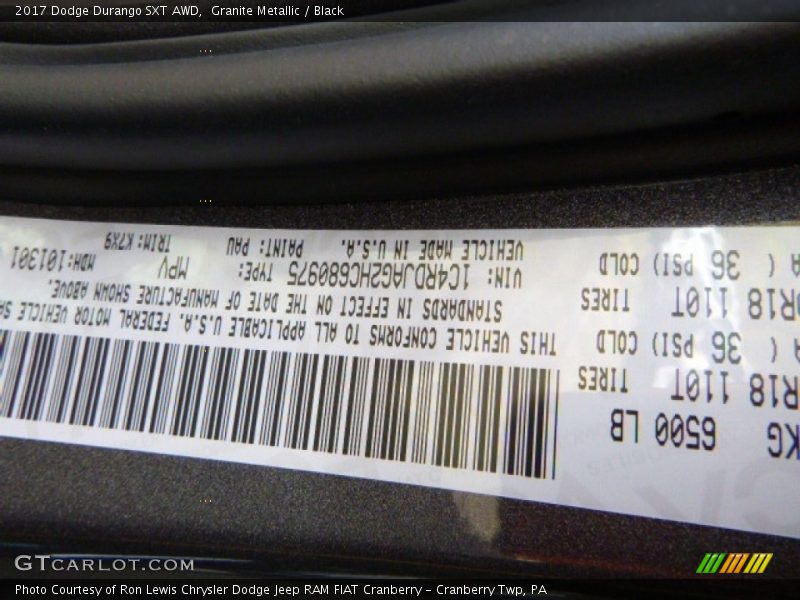 2017 Dodge Durango SXT AWD, Granite Metallic / Black
KG 6500 LB
R18 110T TIRES
A ( 36 PSI) COLD
R18 110T TIRES
A ( 36 PSI) COLD
THIS VEHICLE CONFORMS TO ALL APPLICABLE U.S.A. FEDERAL MOTOR VEHICLE SA
STANDARDS IN EFFECT ON THE DATE OF MANUFACTURE SHOWN ABOVE.
VIN: 1C4RDJAG2HC680975 TYPE: MPV MDH:101301
VEHICLE MADE IN U.S.A. PAINT: PAU TRIM: K7X9
GTCARLOT.COM
Photo Courtesy of Ron Lewis Chrysler Dodge Jeep RAM FIAT Cranberry – Cranberry Twp, PA